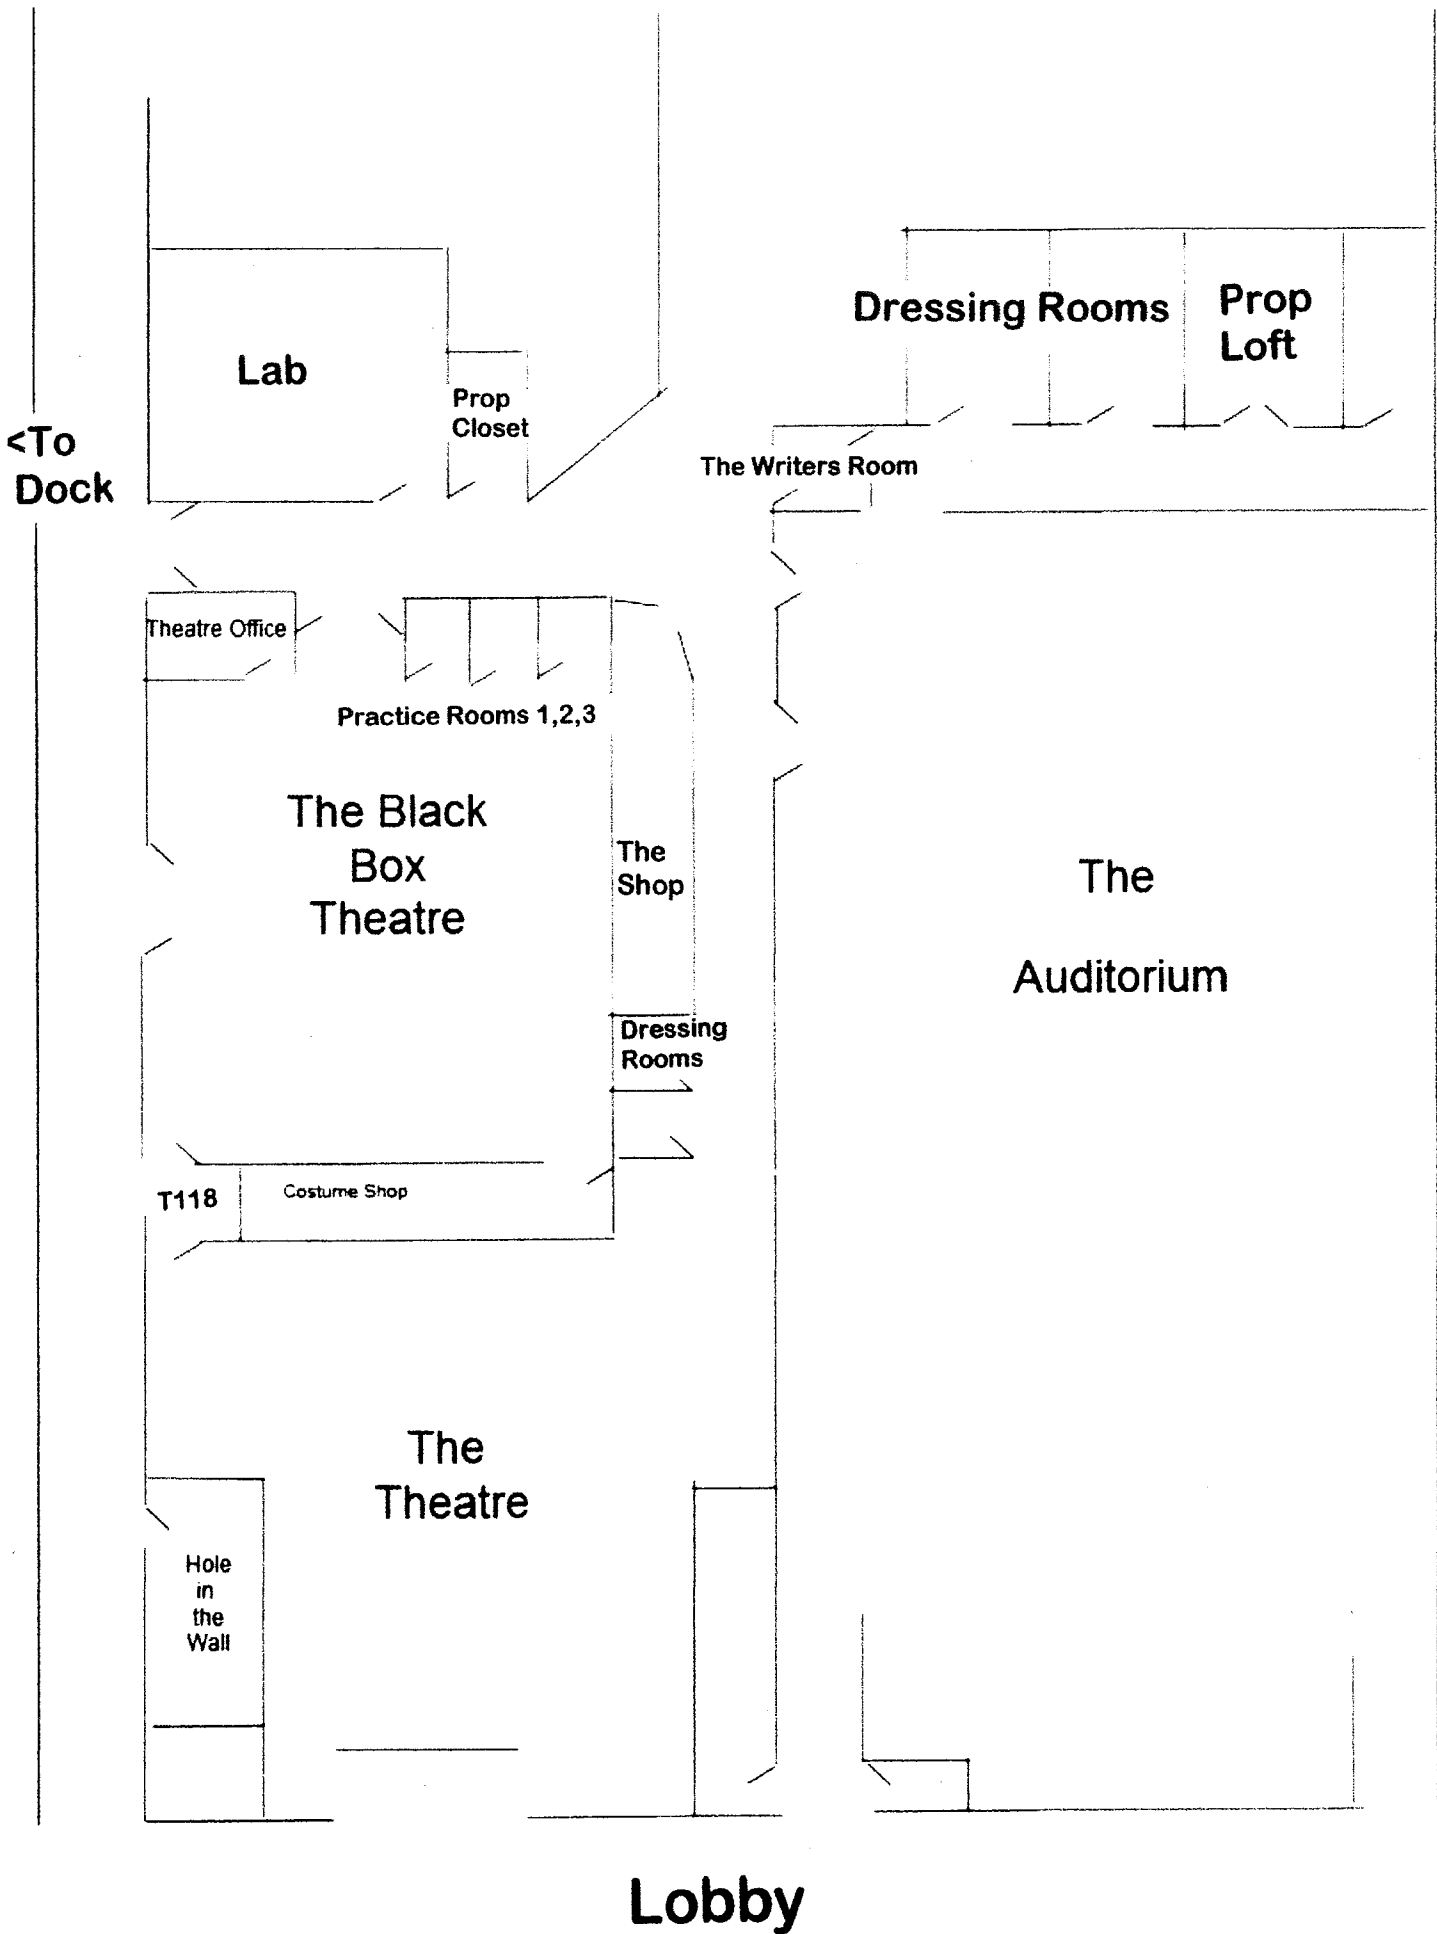 Dressing Rooms
Prop
Loft
Lab
Prop
Closet
<To
Dock
The Writers Room
Theatre Office
Practice Rooms 1,2,3
The Black
Box
Theatre
The
Shop
The
Auditorium
Dressing
Rooms
T118
Costume Shop
The
Theatre
Hole
in
the
Wall
Lobby